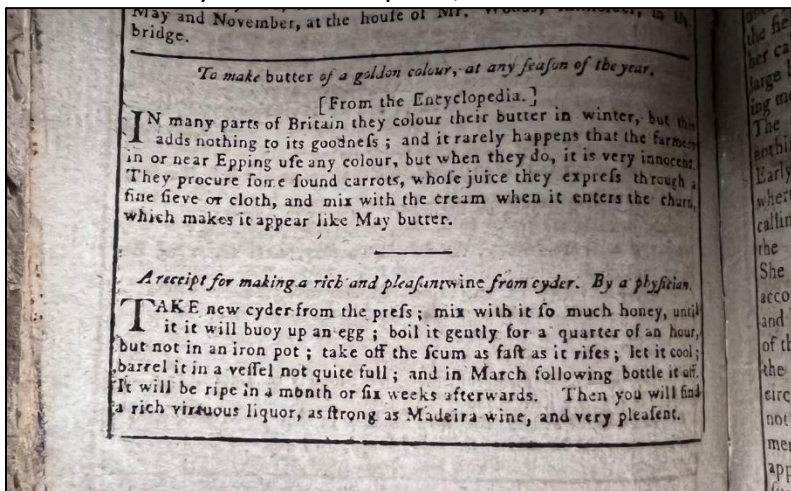 May and November, at the houſe of Mr.
bridge.
To make butter of a golden colour, at any ſeaſon of the year.
[From the Encyclopedia.]
IN many parts of Britain they colour their butter in winter, but this
adds nothing to its goodneſs ; and it rarely happens that the farmers
in or near Epping uſe any colour, but when they do, it is very innocent.
They procure ſome ſound carrots, whoſe juice they expreſs through a
fine ſieve or cloth, and mix with the cream when it enters the churn,
which makes it appear like May butter.
A receipt for making a rich and pleaſant wine from cyder. By a phyſician.
TAKE new cyder from the preſs ; mix with it ſo much honey, until
it it will buoy up an egg ; boil it gently for a quarter of an hour,
but not in an iron pot ; take off the ſcum as faſt as it riſes ; let it cool ;
barrel it in a veſſel not quite full ; and in March following bottle it off.
It will be ripe in a month or ſix weeks afterwards. Then you will find
a rich virtuous liquor, as ſtrong as Madeira wine, and very pleaſent.
the
large
The
Early
the
She
and
of
the
not